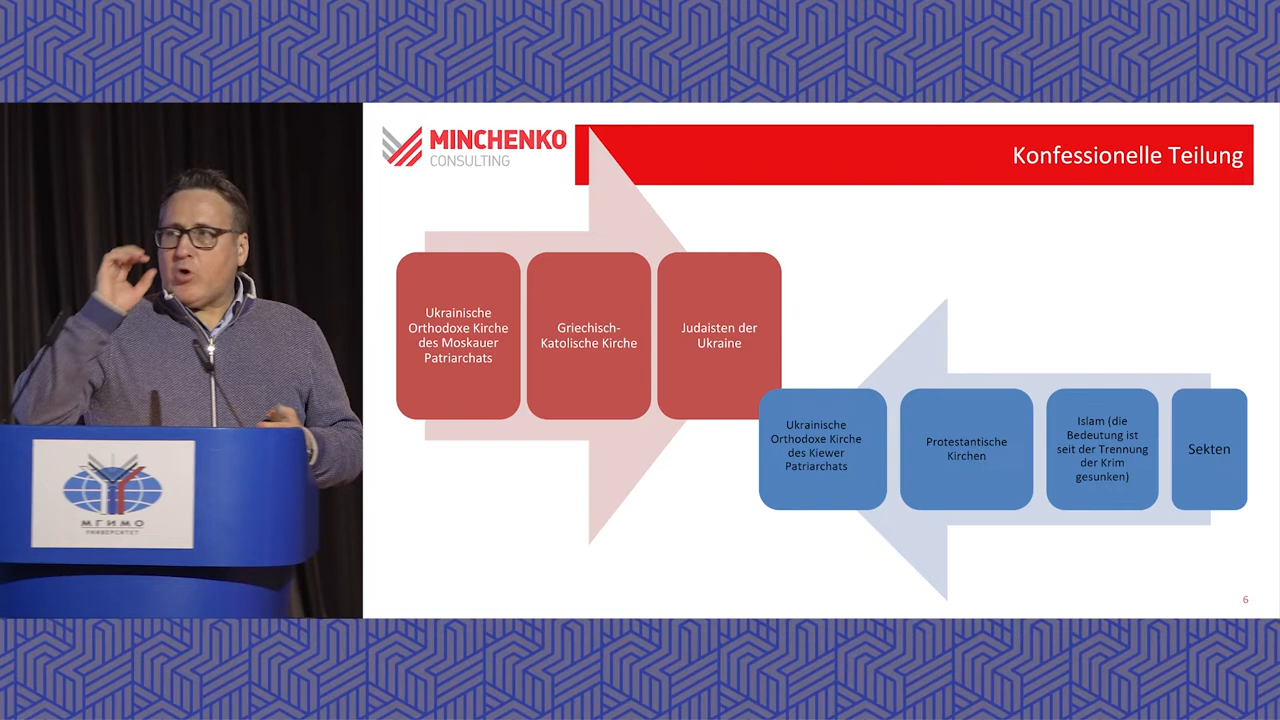 МГИМО
УНИВЕРСИТЕТ
MINCHENKO
CONSULTING
Konfessionelle Teilung
Ukrainische
Orthodoxe Kirche
des Moskauer
Patriarchats
Griechisch-
Katolische Kirche
Judaisten der
Ukraine
Ukrainische
Orthodoxe Kirche
des Kiewer
Patriarchats
Protestantische
Kirchen
Islam (die
Bedeutung ist
seit der Trennung
der Krim
gesunken)
Sekten
6